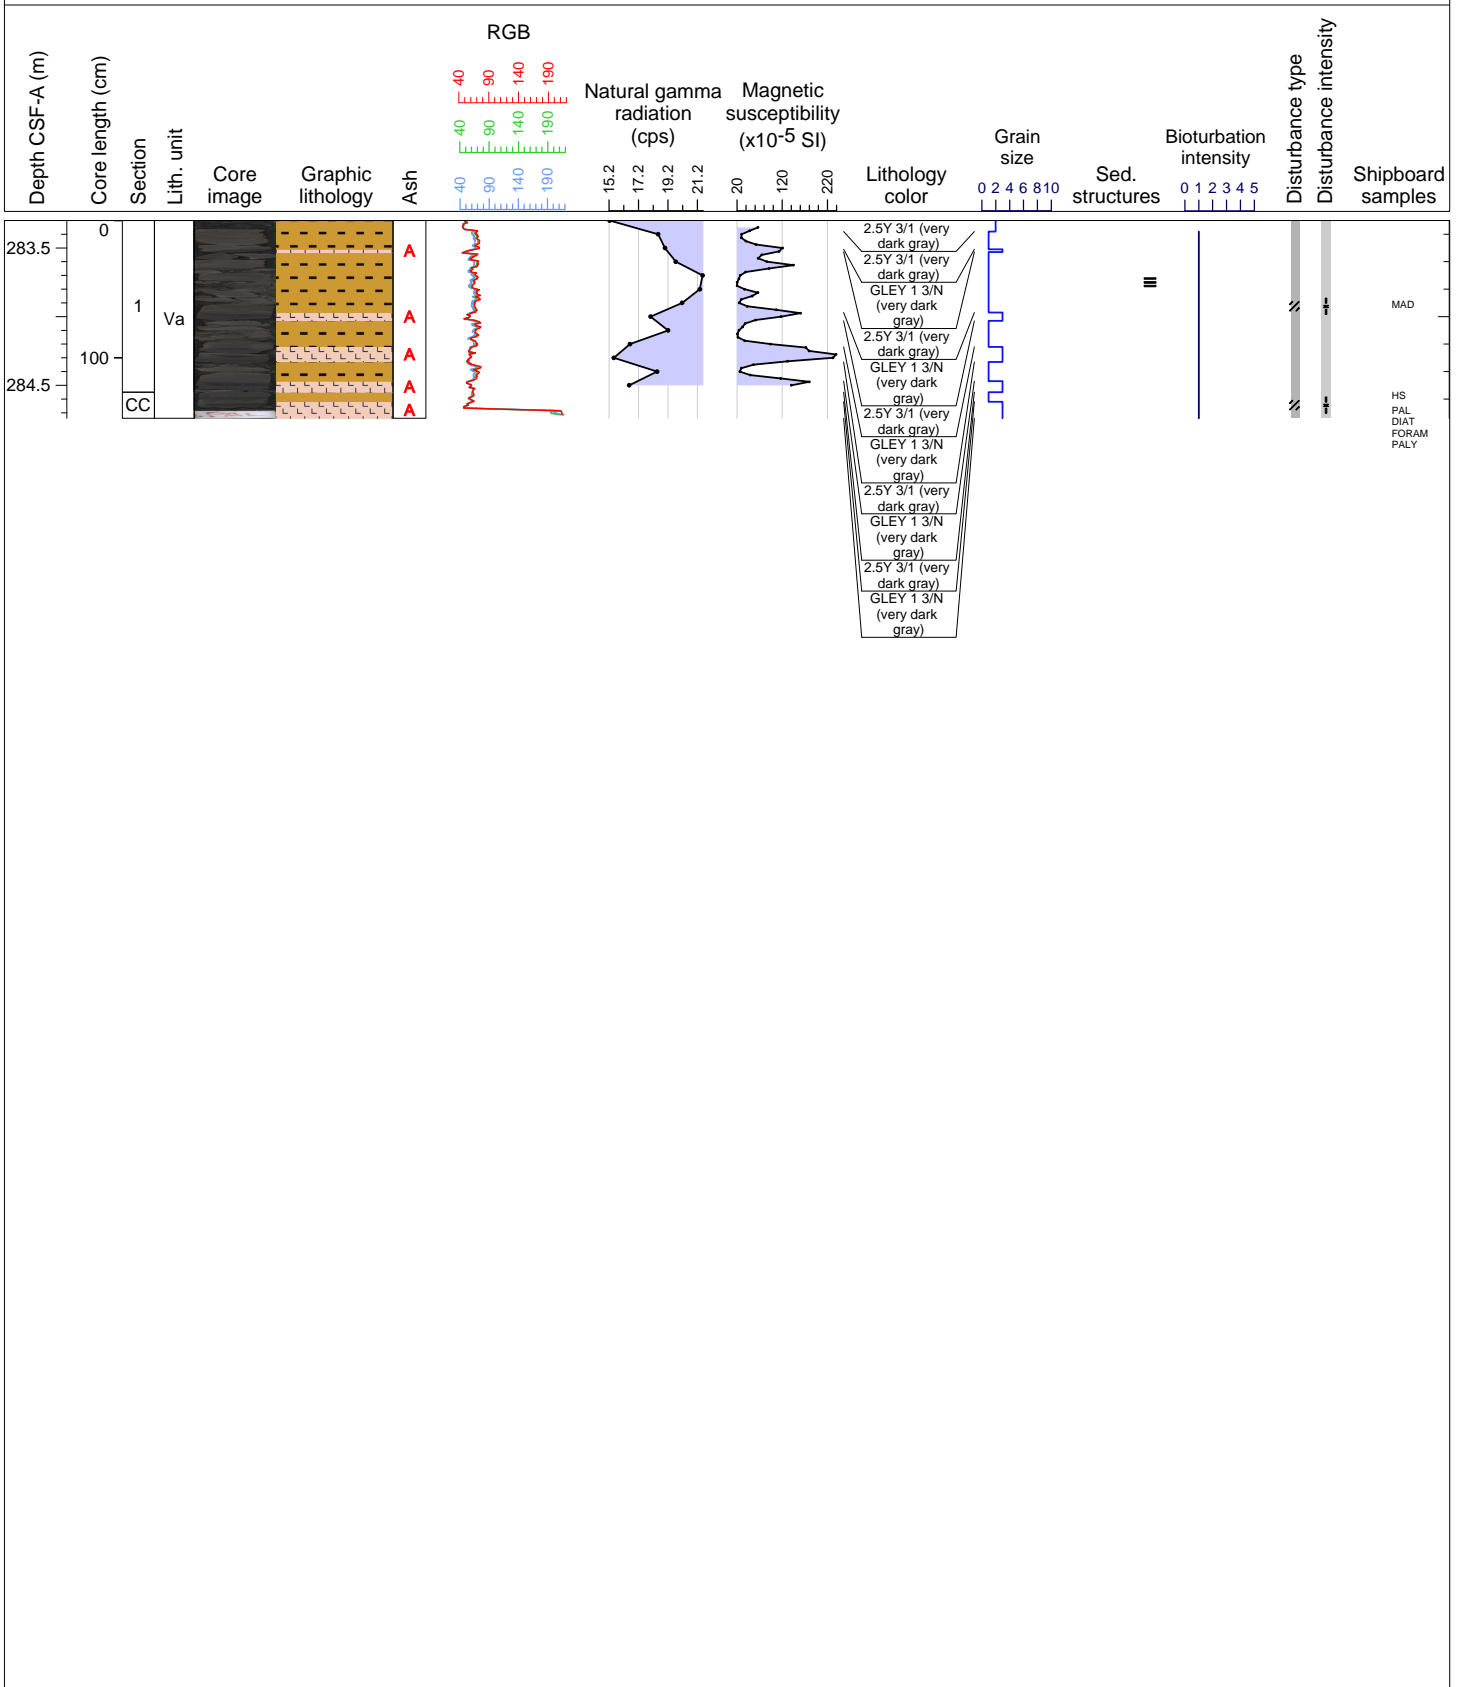 Depth CSF-A (m)
Core length (cm)
Section
Lith. unit
Core
image
Graphic
lithology
Ash
RGB
40 90 140 190
40 90 140 190
40 90 140 190
Natural gamma
radiation
(cps)
15.2 17.2 19.2 21.2
Magnetic
susceptibility
(x10-5 SI)
20 120 220
Lithology
color
Grain
size
0 2 4 6 8 10
Sed.
structures
Bioturbation
intensity
0 1 2 3 4 5
Disturbance type
Disturbance intensity
Shipboard
samples
283.5
284.5
0
100
1
CC
Va
A
A
A
A
A
2.5Y 3/1 (very
dark gray)
2.5Y 3/1 (very
dark gray)
GLEY 1 3/N
(very dark
gray)
2.5Y 3/1 (very
dark gray)
GLEY 1 3/N
(very dark
gray)
2.5Y 3/1 (very
dark gray)
GLEY 1 3/N
(very dark
gray)
2.5Y 3/1 (very
dark gray)
GLEY 1 3/N
(very dark
gray)
2.5Y 3/1 (very
dark gray)
GLEY 1 3/N
(very dark
gray)
MAD
HS
PAL
DIAT
FORAM
PALY